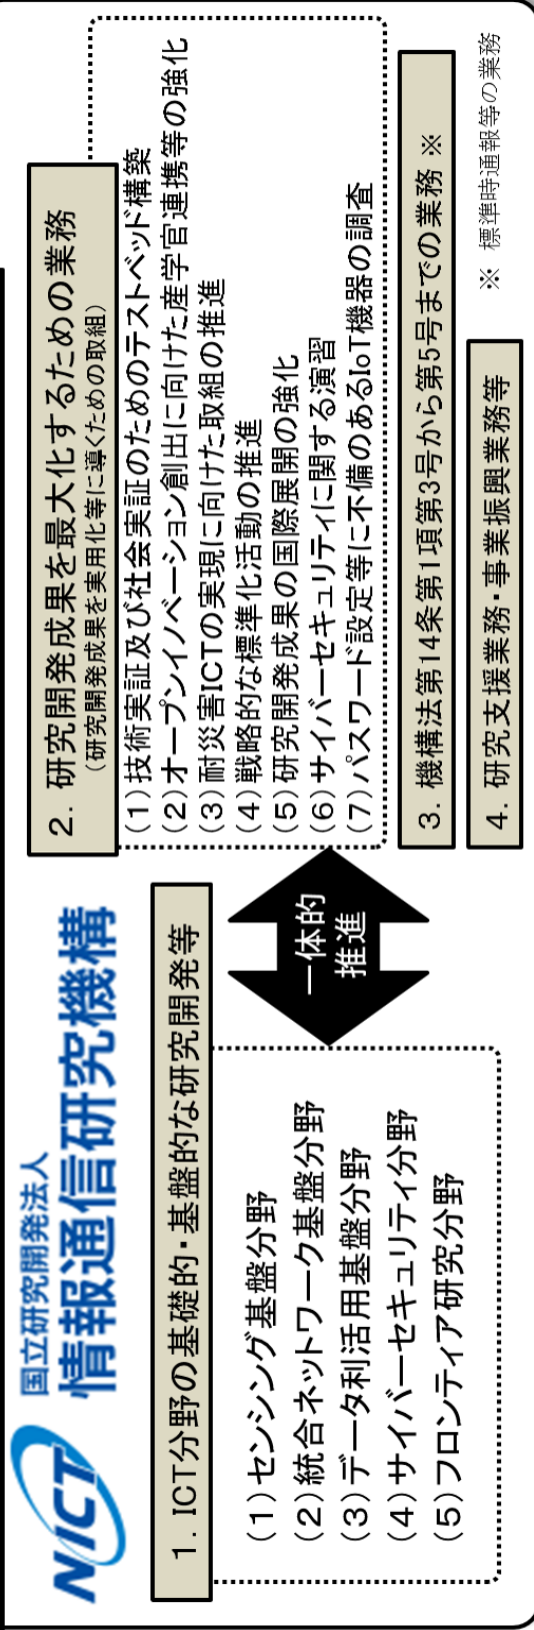 NICT
国立研究開発法人
情報通信研究機構
1. ICT分野の基礎的・基盤的な研究開発等
(1)センシング基盤分野
(2)統合ネットワーク基盤分野
(3)データ利活用基盤分野
(4)サイバーセキュリティ分野
(5)フロンティア研究分野
一体的
推進
2. 研究開発成果を最大化するための業務
(研究開発成果を実用化等に導くための取組)
(1)技術実証及び社会実証のためのテストベッド構築
(2)オープンイノベーション創出に向けた産学官連携等の強化
(3)耐災害ICTの実現に向けた取組の推進
(4)戦略的な標準化活動の推進
(5)研究開発成果の国際展開の強化
(6)サイバーセキュリティに関する演習
(7)パスワード設定等に不備のあるIoT機器の調査
3. 機構法第14条第1項第3号から第5号までの業務 ※
4. 研究支援業務・事業振興業務等
※ 標準時通報等の業務